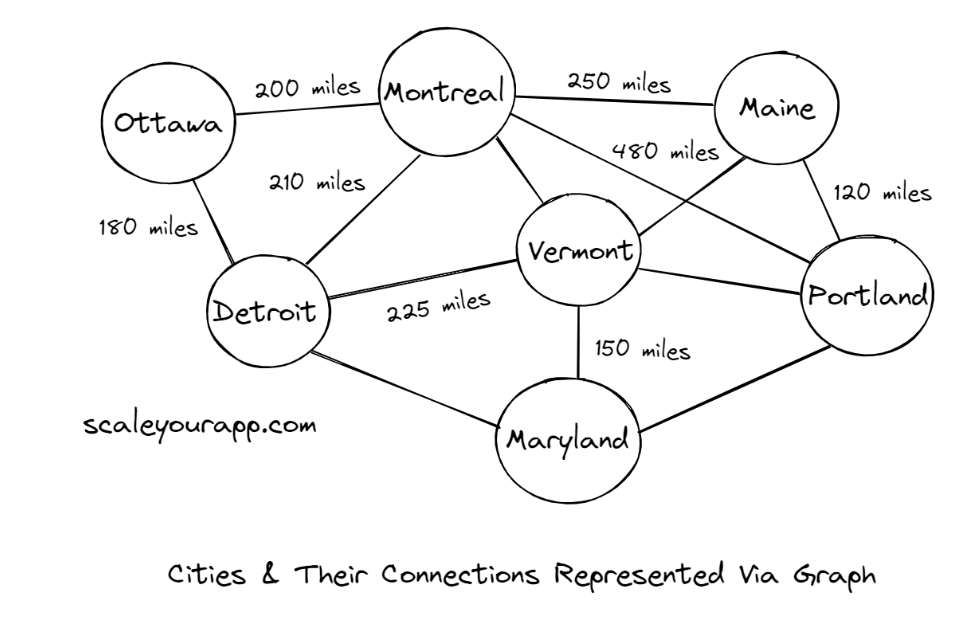 200 miles
Montreal
250 miles
Ottawa
Maine
480 miles
210 miles
120 miles
180 miles
Vermont
Detroit
225 miles
Portland
150 miles
scaleyourapp.com
Maryland
Cities & Their Connections Represented Via Graph